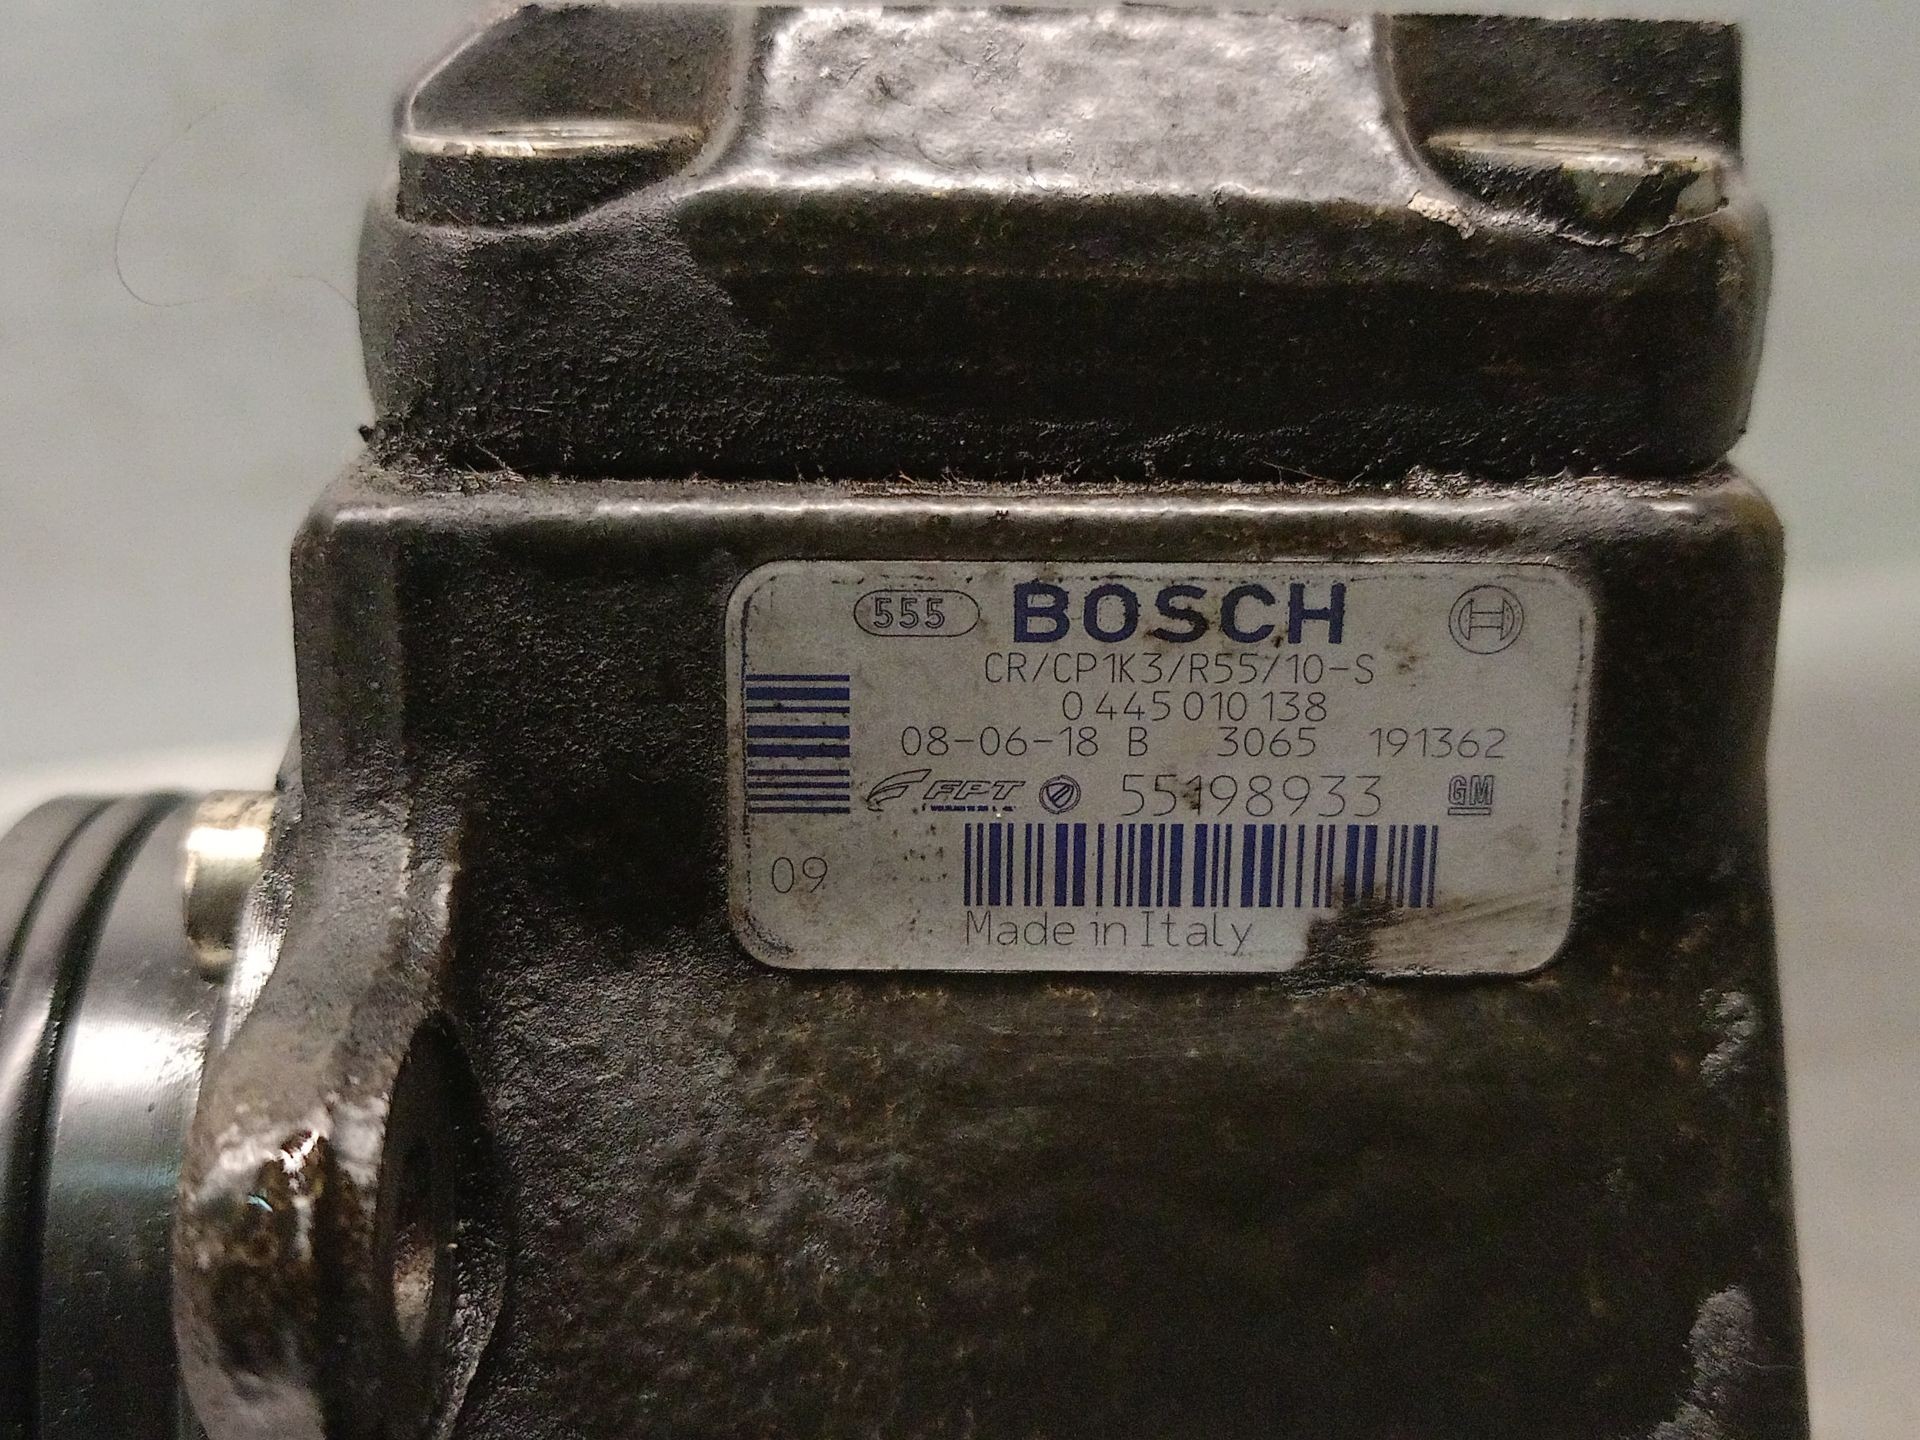 555 BOSCH
CR/CP1K3/R55/10-S
0 445 010 138
08-06-18 B 3065 191362
FPT 55198933 GM
09
Made in Italy